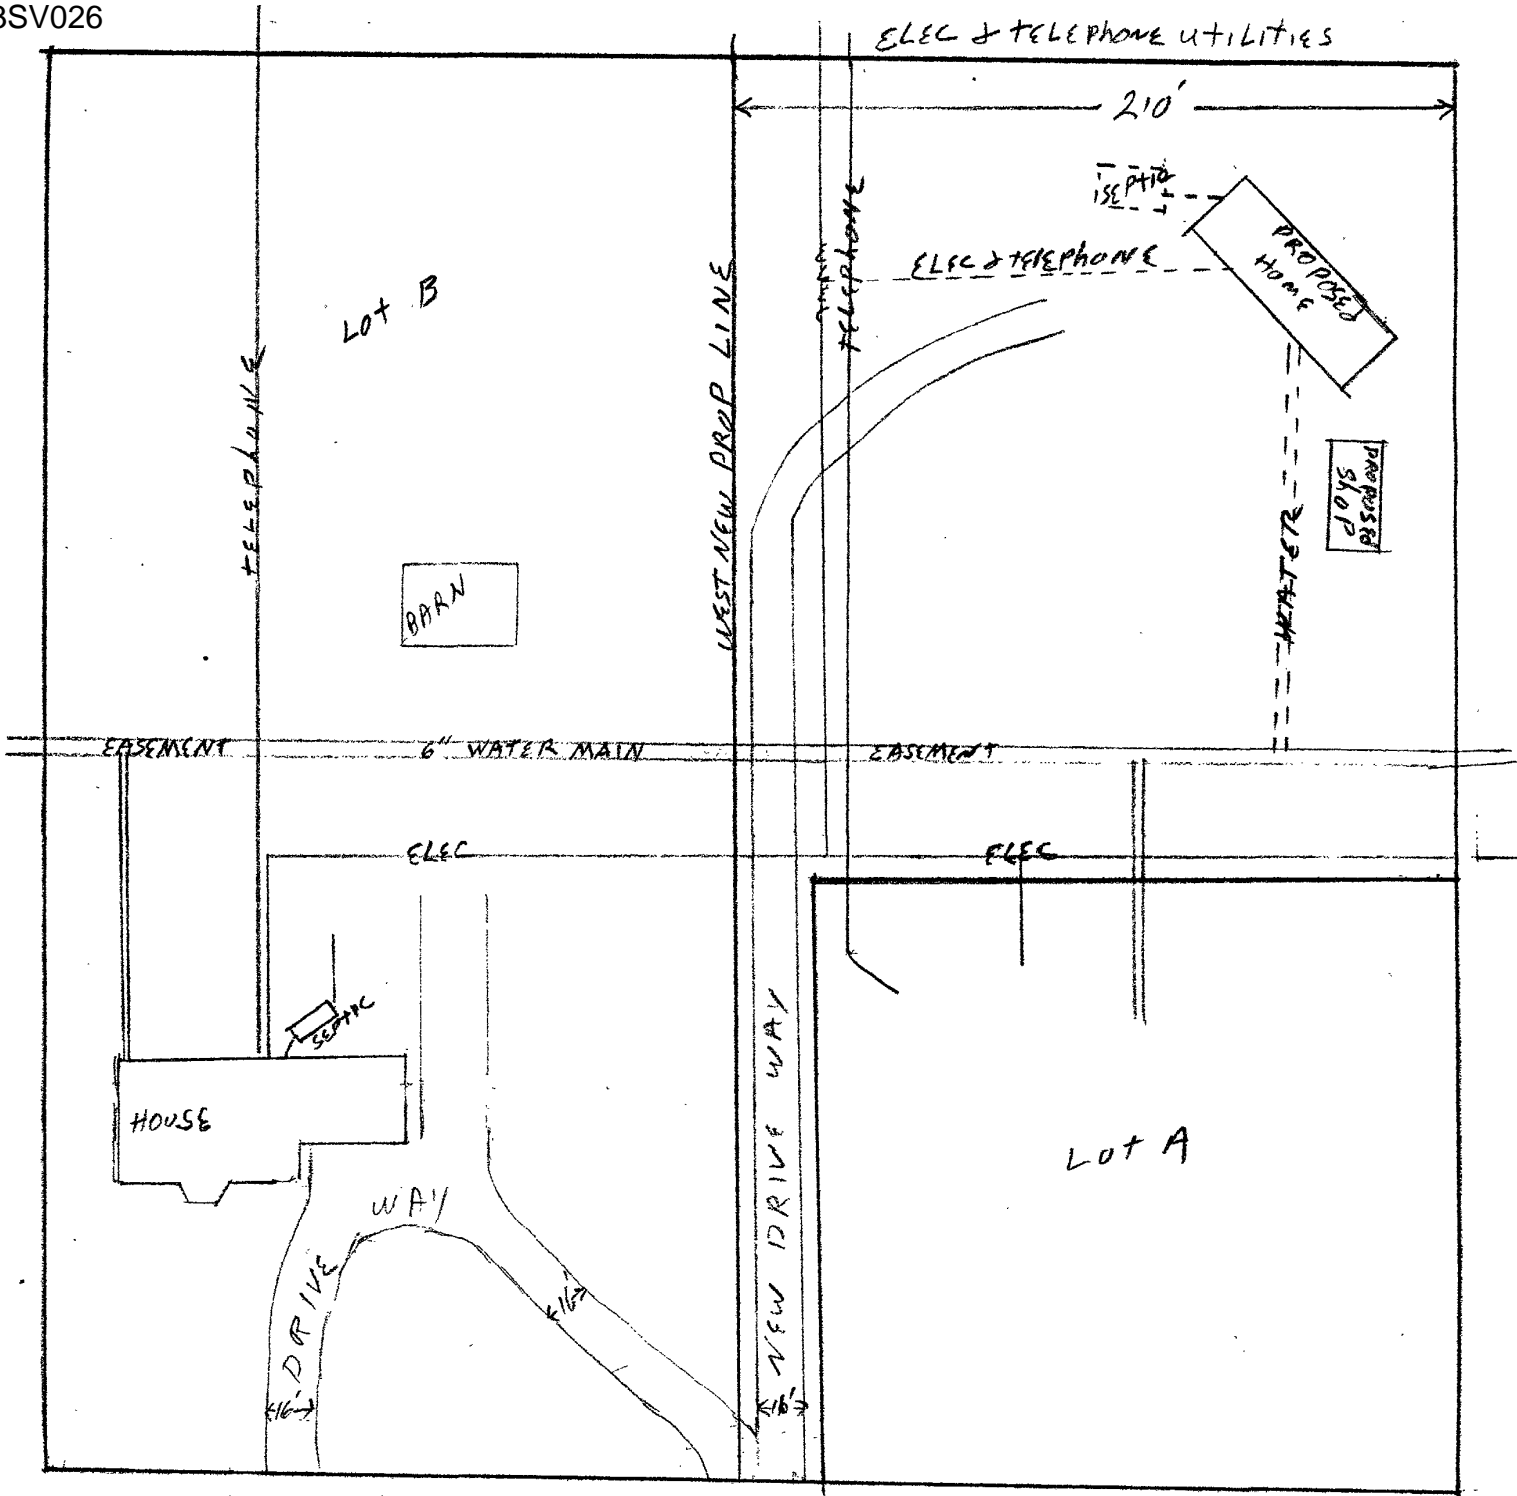 3SV026
ELEC & TELEPHONE UTILITIES
210'
SEPTIC
PROPOSED
HOME
ELEC & TELEPHONE
TELEPHONE
Lot B
WEST NEW PROP LINE
TELEPHONE
PROPOSED
SHOP
WATER
BARN
EASEMENT
6" WATER MAIN
EASEMENT
ELEC
ELEC
SEPTIC
HOUSE
Lot A
DRIVE WAY
NEW DRIVE WAY
16'
16'
16'